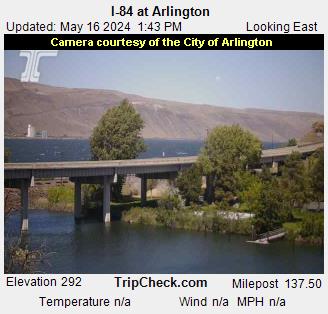 I-84 at Arlington
Updated: May 16 2024 1:43 PM Looking East
Camera courtesy of the City of Arlington
Elevation 292 TripCheck.com Milepost 137.50
Temperature n/a Wind n/a MPH n/a